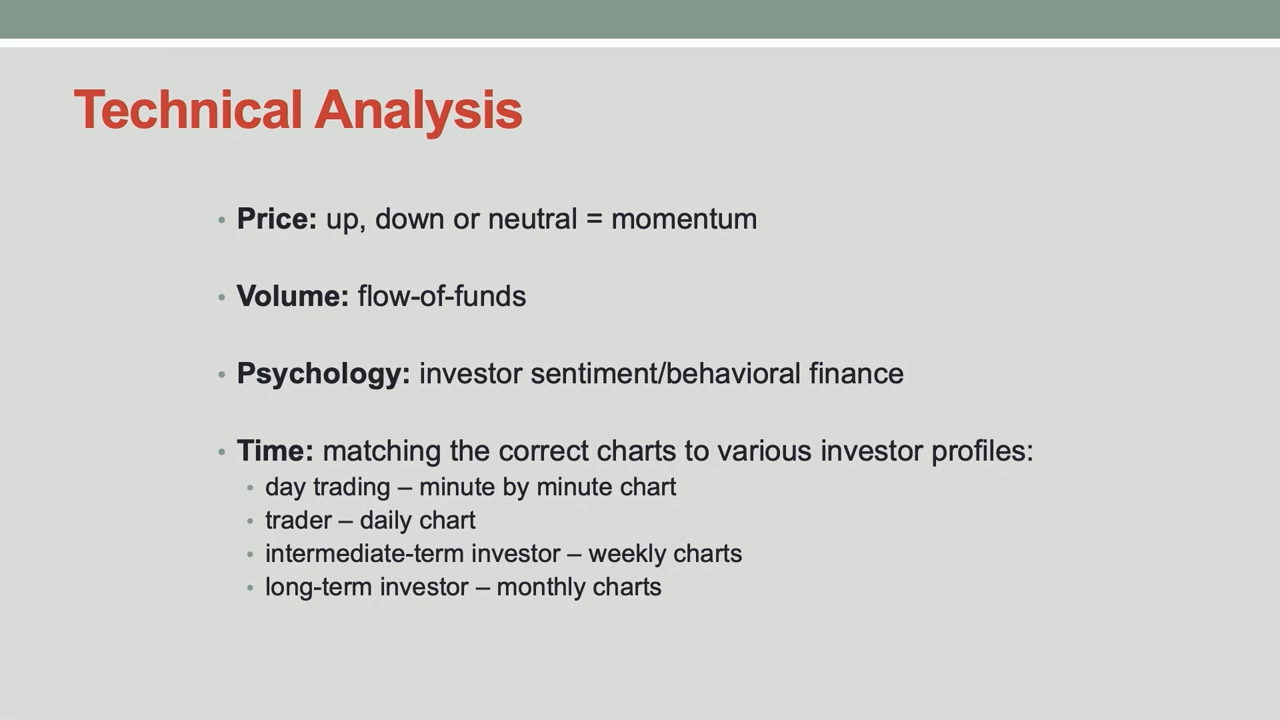 Technical Analysis
• Price: up, down or neutral = momentum
• Volume: flow-of-funds
• Psychology: investor sentiment/behavioral finance
• Time: matching the correct charts to various investor profiles:
• day trading – minute by minute chart
• trader – daily chart
• intermediate-term investor – weekly charts
• long-term investor – monthly charts